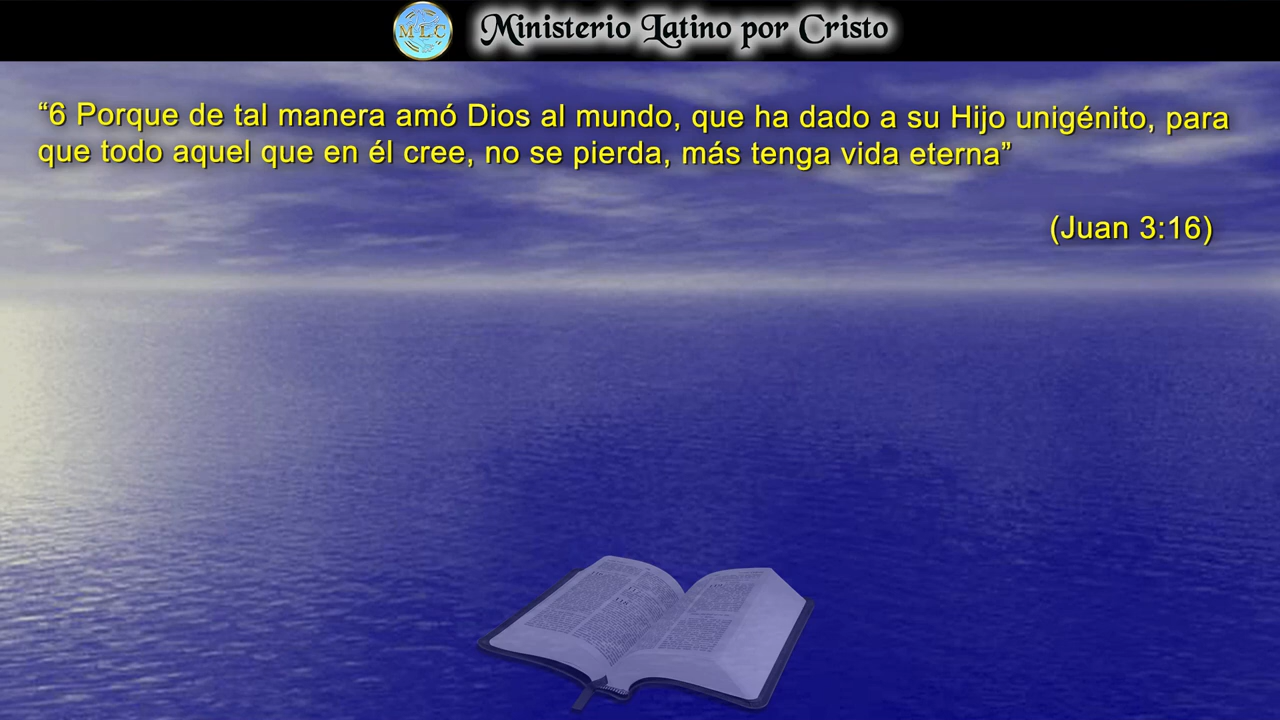 MLC
Ministerio Latino por Cristo
“6 Porque de tal manera amó Dios al mundo, que ha dado a su Hijo unigénito, para
que todo aquel que en él cree, no se pierda, más tenga vida eterna”
(Juan 3:16)